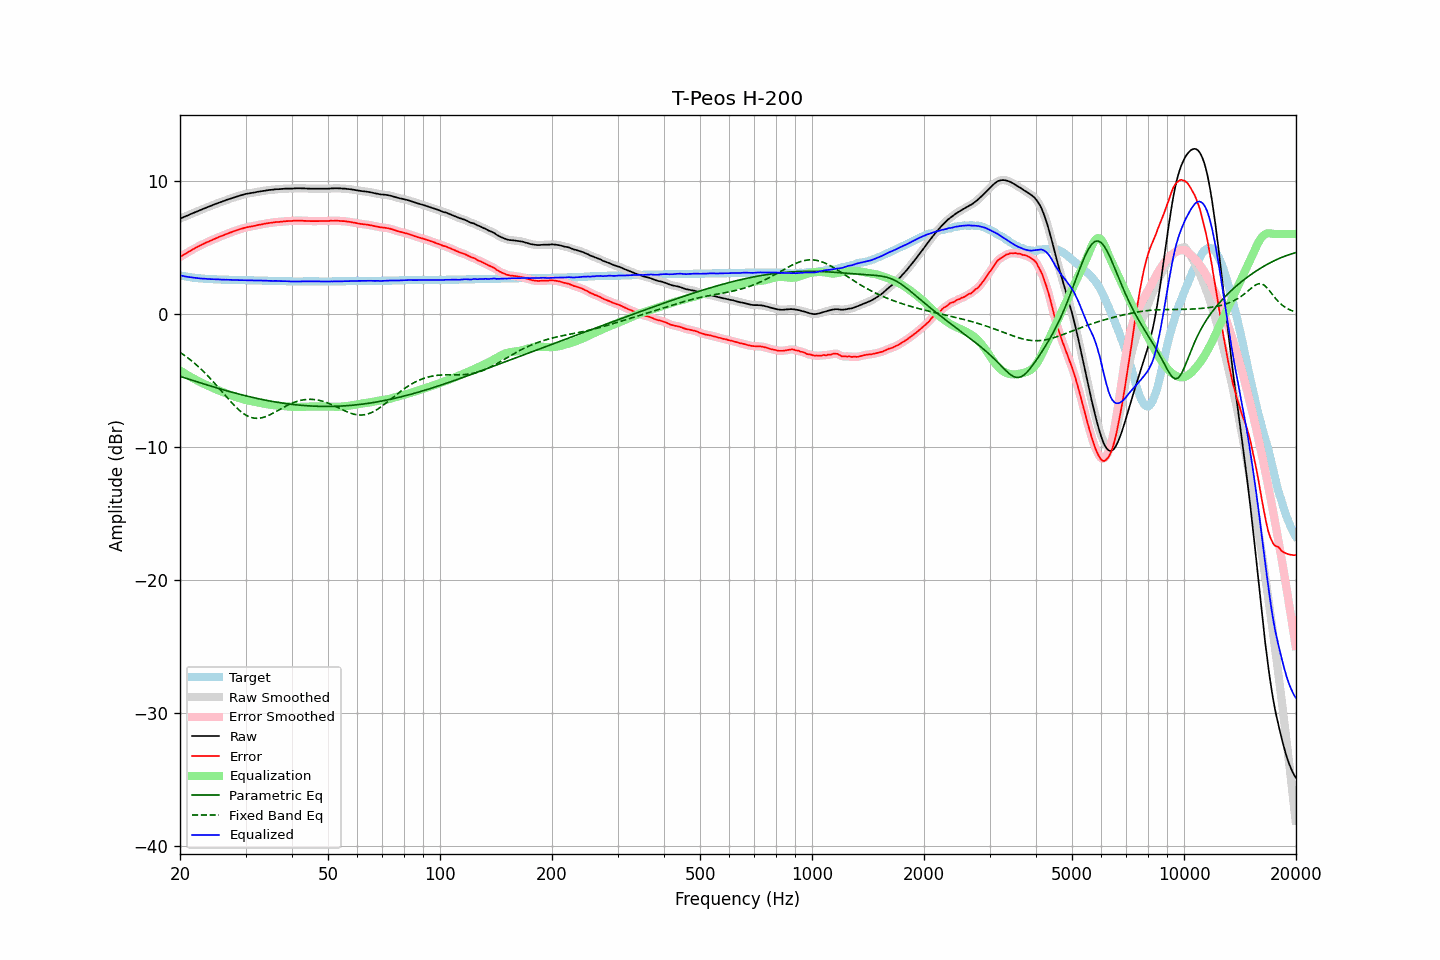 T-Peos H-200
Amplitude (dBr)
10
0
−10
−20
−30
−40
Target
Raw Smoothed
Error Smoothed
Raw
Error
Equalization
Parametric Eq
Fixed Band Eq
Equalized
20 50 100 200 500 1000 2000 5000 10000 20000
Frequency (Hz)